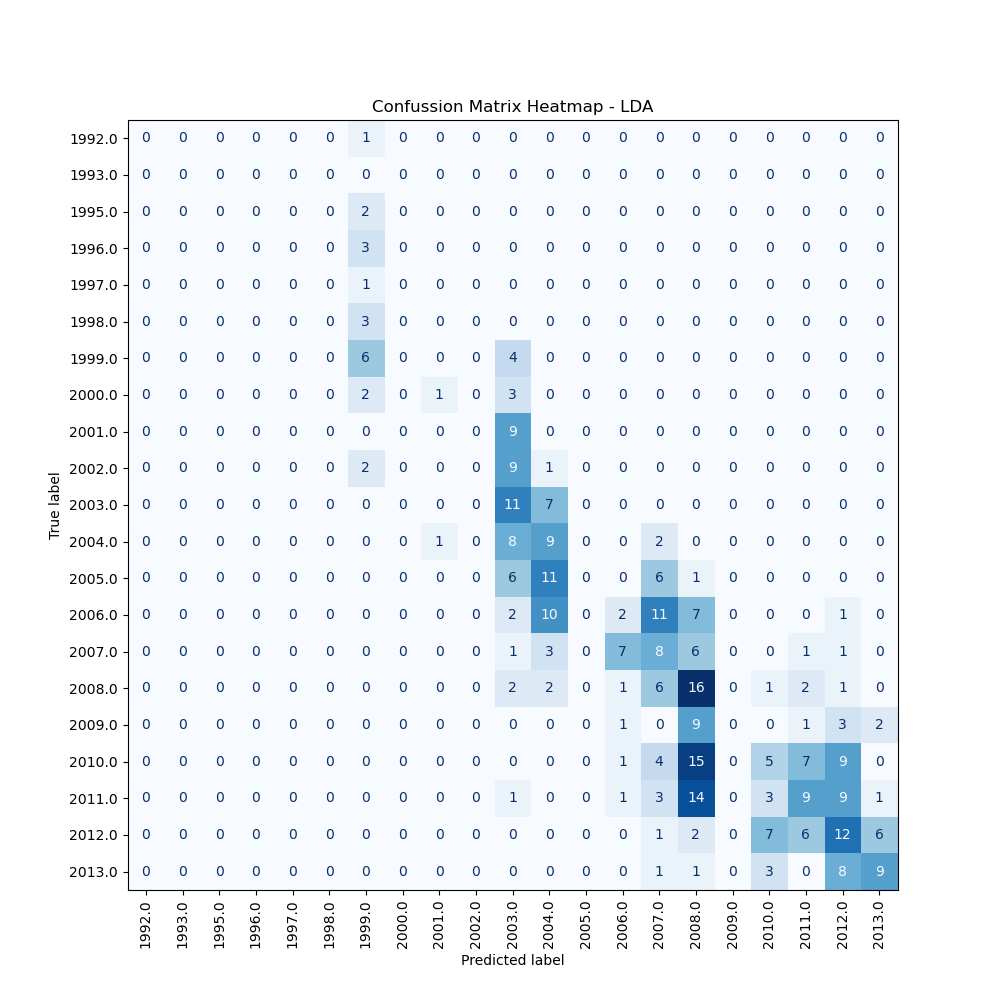 Confussion Matrix Heatmap - LDA
True label
1992.0 0 0 0 0 0 0 1 0 0 0 0 0 0 0 0 0 0 0 0 0 0
1993.0 0 0 0 0 0 0 0 0 0 0 0 0 0 0 0 0 0 0 0 0 0
1995.0 0 0 0 0 0 0 2 0 0 0 0 0 0 0 0 0 0 0 0 0 0
1996.0 0 0 0 0 0 0 3 0 0 0 0 0 0 0 0 0 0 0 0 0 0
1997.0 0 0 0 0 0 0 1 0 0 0 0 0 0 0 0 0 0 0 0 0 0
1998.0 0 0 0 0 0 0 3 0 0 0 0 0 0 0 0 0 0 0 0 0 0
1999.0 0 0 0 0 0 0 6 0 0 0 4 0 0 0 0 0 0 0 0 0 0
2000.0 0 0 0 0 0 0 2 0 1 0 3 0 0 0 0 0 0 0 0 0 0
2001.0 0 0 0 0 0 0 0 0 0 0 9 0 0 0 0 0 0 0 0 0 0
2002.0 0 0 0 0 0 0 2 0 0 0 9 1 0 0 0 0 0 0 0 0 0
2003.0 0 0 0 0 0 0 0 0 0 0 11 7 0 0 0 0 0 0 0 0 0
2004.0 0 0 0 0 0 0 0 0 1 0 8 9 0 0 2 0 0 0 0 0 0
2005.0 0 0 0 0 0 0 0 0 0 0 6 11 0 0 6 1 0 0 0 0 0
2006.0 0 0 0 0 0 0 0 0 0 0 2 10 0 2 11 7 0 0 0 1 0
2007.0 0 0 0 0 0 0 0 0 0 0 1 3 0 7 8 6 0 0 1 1 0
2008.0 0 0 0 0 0 0 0 0 0 0 2 2 0 1 6 16 0 1 2 1 0
2009.0 0 0 0 0 0 0 0 0 0 0 0 0 0 1 0 9 0 0 1 3 2
2010.0 0 0 0 0 0 0 0 0 0 0 0 0 0 1 4 15 0 5 7 9 0
2011.0 0 0 0 0 0 0 0 0 0 0 1 0 0 1 3 14 0 3 9 9 1
2012.0 0 0 0 0 0 0 0 0 0 0 0 0 0 0 1 2 0 7 6 12 6
2013.0 0 0 0 0 0 0 0 0 0 0 0 0 0 0 1 1 0 3 0 8 9
1992.0 1993.0 1995.0 1996.0 1997.0 1998.0 1999.0 2000.0 2001.0 2002.0 2003.0 2004.0 2005.0 2006.0 2007.0 2008.0 2009.0 2010.0 2011.0 2012.0 2013.0
Predicted label